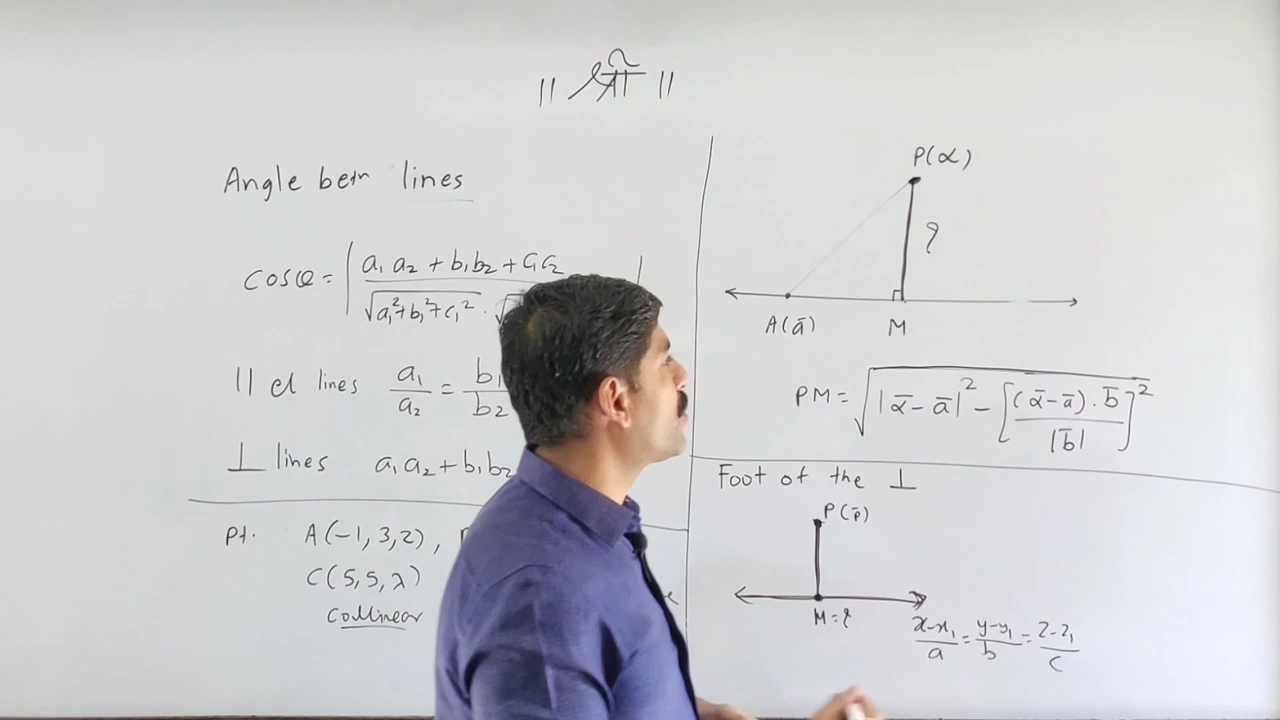 || श्री ||
Angle betn lines
cosθ = | a₁a₂ + b₁b₂ + c₁c₂ / √a₁²+b₁²+c₁² · √ |
|| el lines a₁/a₂ = b₁/b₂
⊥ lines a₁a₂ + b₁b₂
Pt. A(-1, 3, 2),
C(5, 5, λ)
Collinear
P(α)
?
A(ā) M
PM = √ |ᾱ - ā|² - [(ᾱ - ā) . b̄ / |b̄|]²
Foot of the ⊥
P(p̄)
M = ?
x-x₁/a = y-y₁/b = z-z₁/c